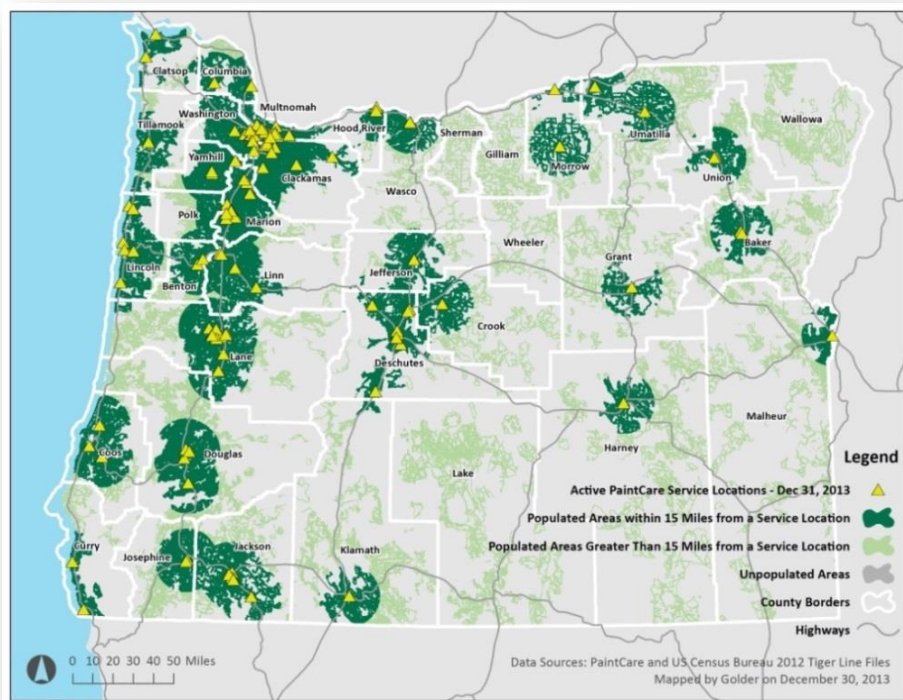 Clatsop
Columbia
Washington
Multnomah
Tillamook
Hood River
Sherman
Umatilla
Wallowa
Yamhill
Gilliam
Morrow
Clackamas
Union
Wasco
Polk
Marion
Wheeler
Baker
Grant
Lincoln
Jefferson
Linn
Benton
Crook
Lane
Deschutes
Malheur
Harney
Coos
Douglas
Lake
Legend
Active PaintCare Service Locations - Dec 31, 2013
Populated Areas within 15 Miles from a Service Location
Curry
Josephine
Jackson
Klamath
Populated Areas Greater Than 15 Miles from a Service Location
Unpopulated Areas
County Borders
Highways
0 10 20 30 40 50 Miles
Data Sources: PaintCare and US Census Bureau 2012 Tiger Line Files
Mapped by Golder on December 30, 2013